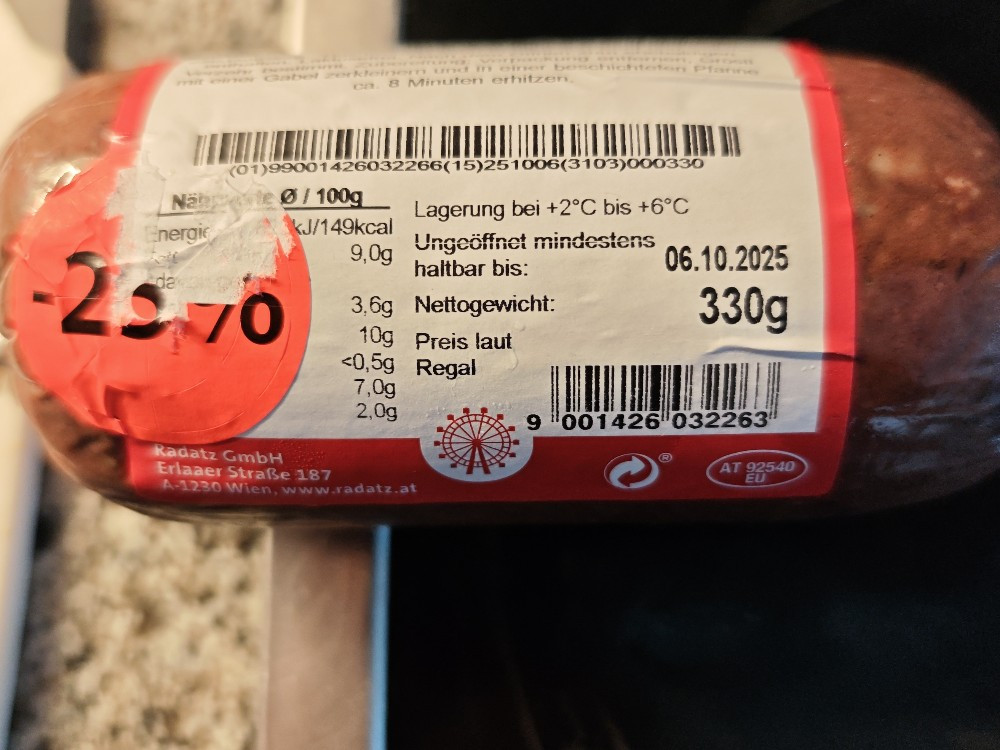 mit einer Gabel zerkleinern und in einer beschichteten Pfanne
ca. 8 Minuten erhitzen.
(01)99001426032266(15)251006(3103)000330
Ø / 100g
kJ/149kcal
9,0g
3,6g
10g
<0,5g
7,0g
2,0g
Lagerung bei +2°C bis +6°C
Ungeöffnet mindestens
haltbar bis:
06.10.2025
Nettogewicht:
330g
Preis laut
Regal
9 001426 032263
%
Radatz GmbH
Erlaaer Straße 187
A-1230 Wien, www.radatz.at
®
AT 92540
EU